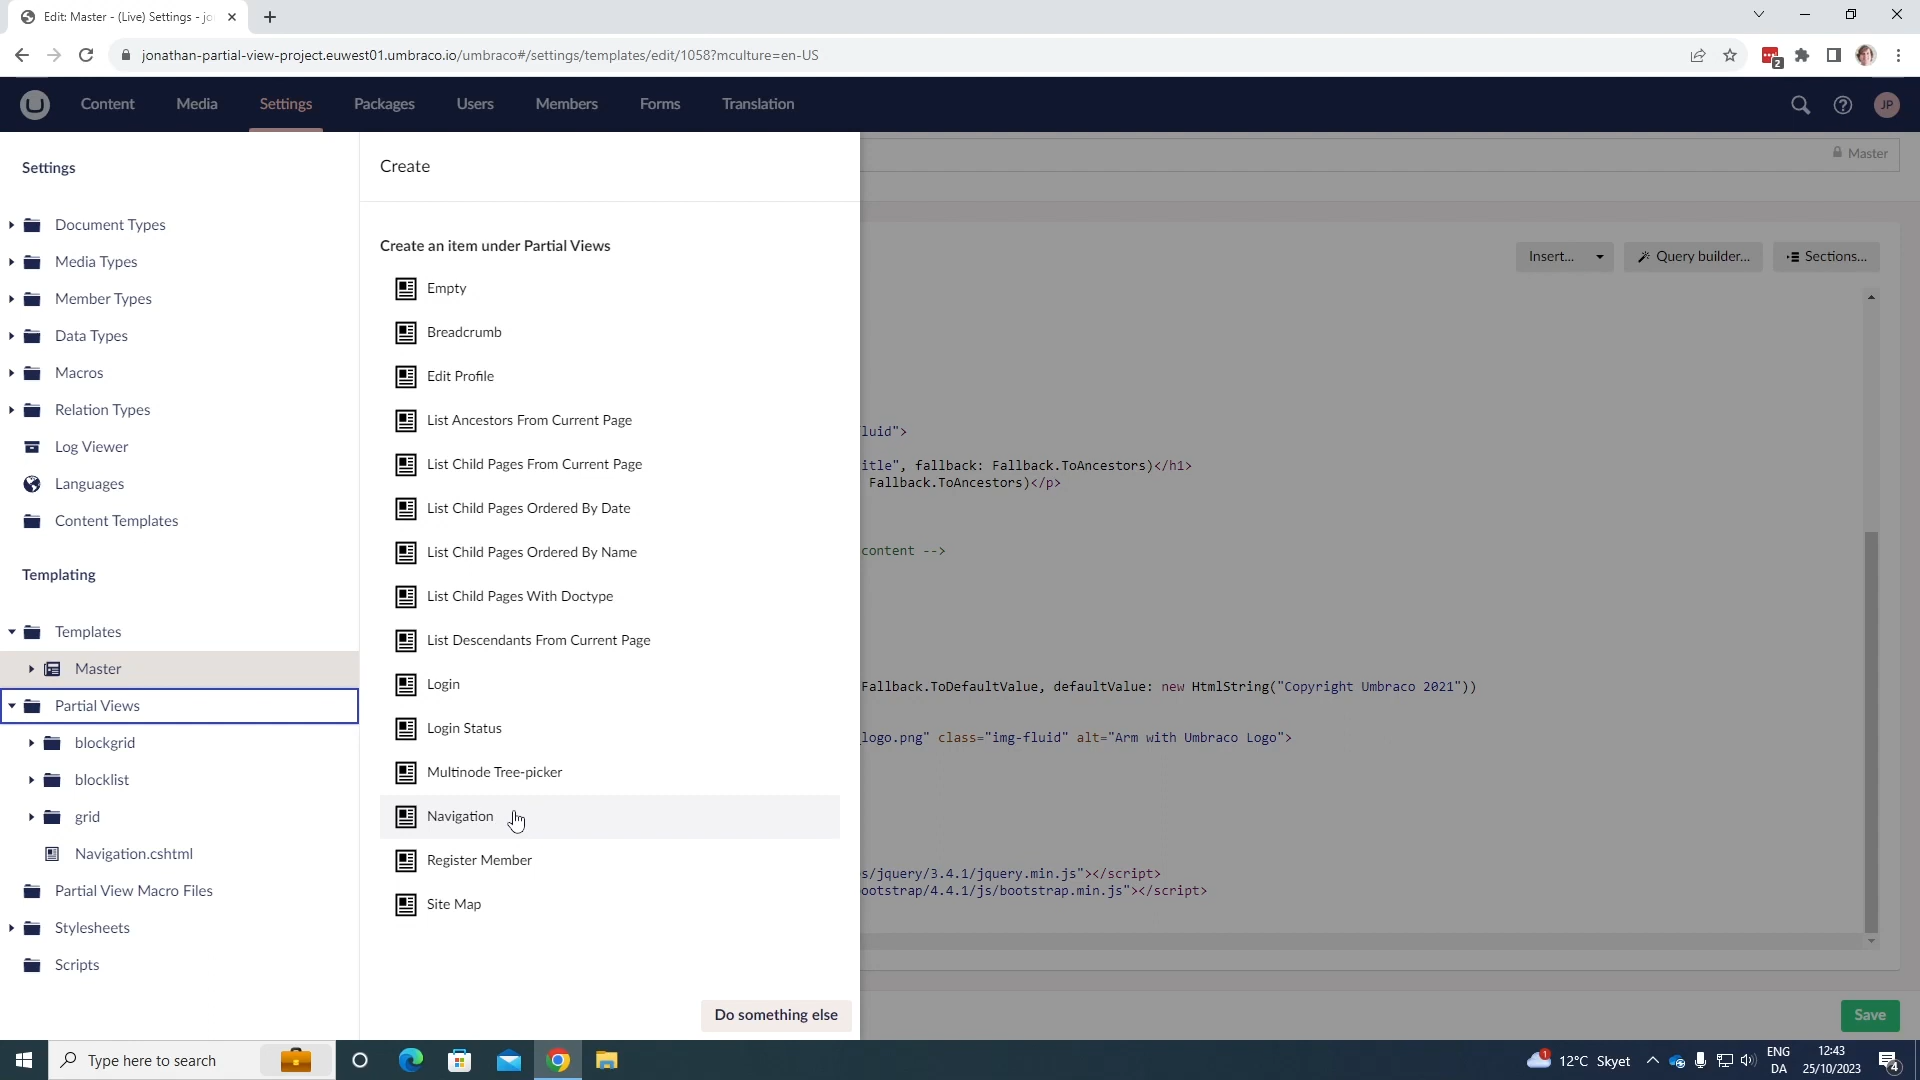 Edit: Master - (Live) Settings - jo
jonathan-partial-view-project.euwest01.umbraco.io/umbraco#/settings/templates/edit/1058?mculture=en-US
2
Content Media Settings Packages Users Members Forms Translation
JP
Settings
Document Types
Media Types
Member Types
Data Types
Macros
Relation Types
Log Viewer
Languages
Content Templates
Templating
Templates
Master
Partial Views
blockgrid
blocklist
grid
Navigation.cshtml
Partial View Macro Files
Stylesheets
Scripts
Create
Create an item under Partial Views
Empty
Breadcrumb
Edit Profile
List Ancestors From Current Page
List Child Pages From Current Page
List Child Pages Ordered By Date
List Child Pages Ordered By Name
List Child Pages With Doctype
List Descendants From Current Page
Login
Login Status
Multinode Tree-picker
Navigation
Register Member
Site Map
Do something else
Master
Insert... Query builder... Sections...
luid">
itle", fallback: Fallback.ToAncestors)</h1>
Fallback.ToAncestors)</p>
content -->
Fallback.ToDefaultValue, defaultValue: new HtmlString("Copyright Umbraco 2021"))
logo.png" class="img-fluid" alt="Arm with Umbraco Logo">
s/jquery/3.4.1/jquery.min.js"></script>
ootstrap/4.4.1/js/bootstrap.min.js"></script>
Save
Type here to search
1
12°C Skyet
ENG
DA
12:43
25/10/2023
4